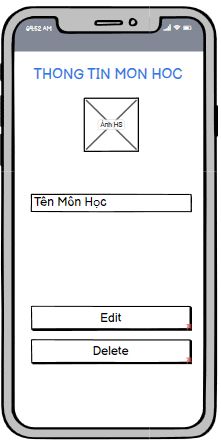 09:52 AM
THONG TIN MON HOC
Ảnh HS
Tên Môn Học
Edit
Delete